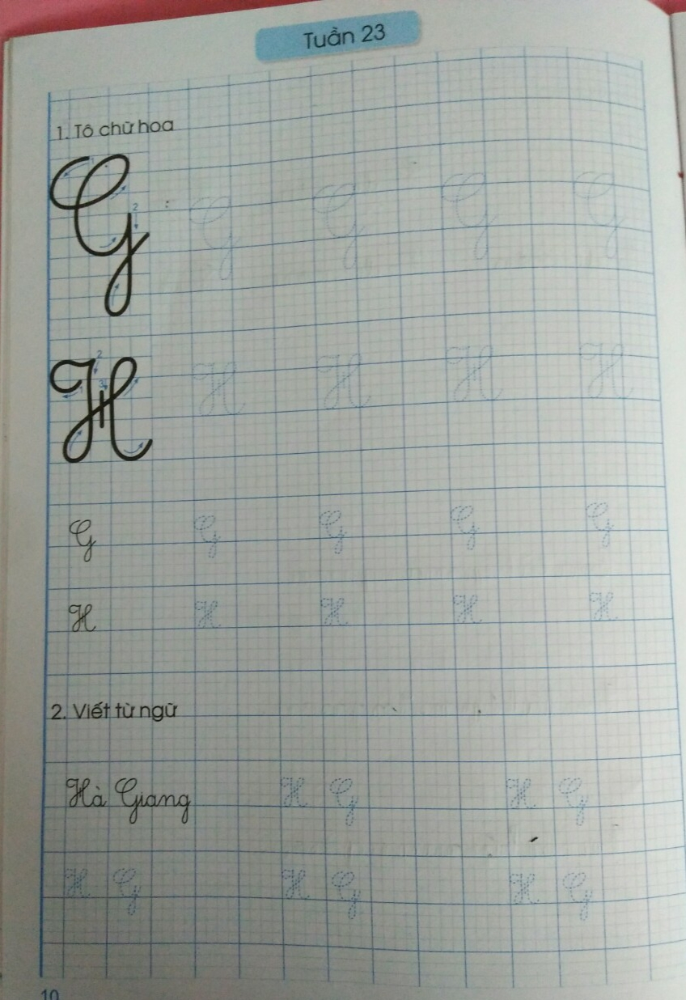 Tuần 23
1. Tô chữ hoa
G G G G G
H H H H H
G G G G G
H H H H H
2. Viết từ ngữ
Hà Giang H G H G
H G H G H G
10